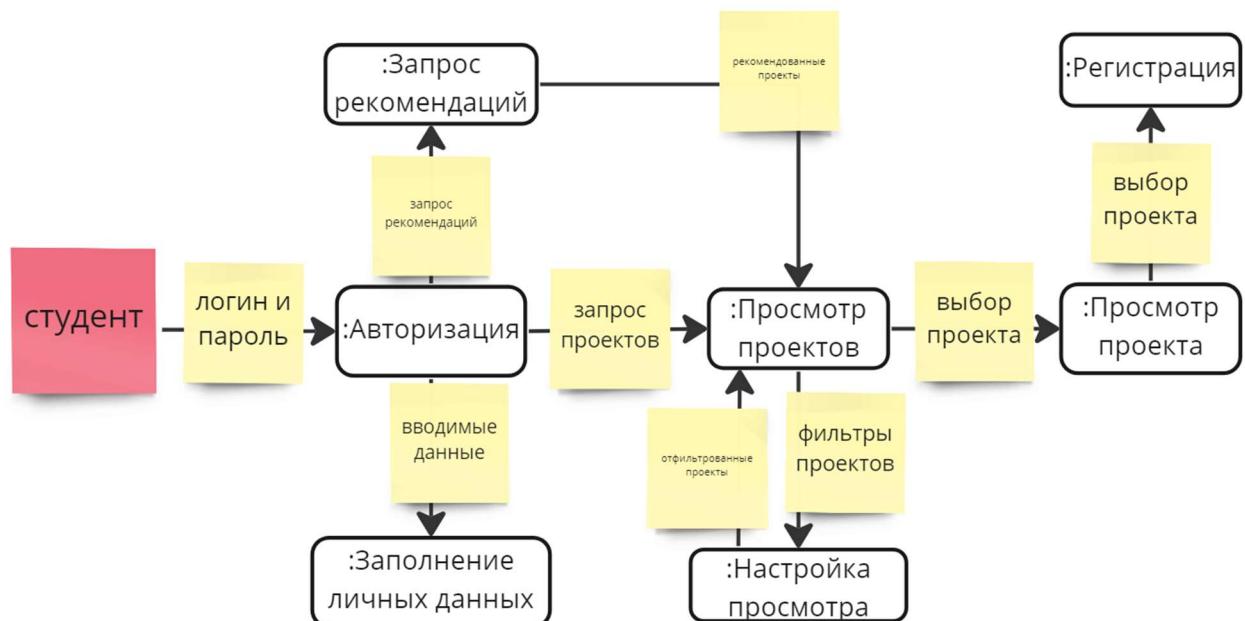 :Запрос
рекомендаций
рекомендованные
проекты
:Регистрация
запрос
рекомендаций
выбор
проекта
студент
логин и
пароль
:Авторизация
запрос
проектов
:Просмотр
проектов
выбор
проекта
:Просмотр
проекта
вводимые
данные
отфильтрованные
проекты
фильтры
проектов
:Заполнение
личных данных
:Настройка
просмотра